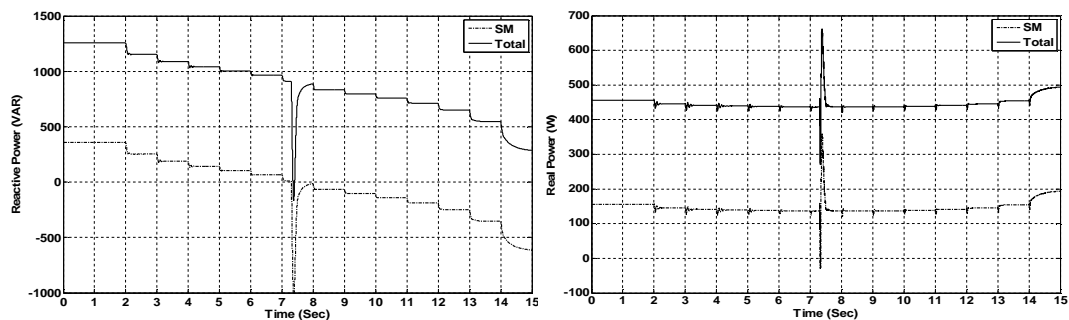 1500
1000
500
0
-500
-1000
Reactive Power (VAR)
SM
Total
0 1 2 3 4 5 6 7 8 9 10 11 12 13 14 15
Time (Sec)
700
600
500
400
300
200
100
0
-100
Real Power (W)
SM
Total
0 1 2 3 4 5 6 7 8 9 10 11 12 13 14 15
Time (Sec)